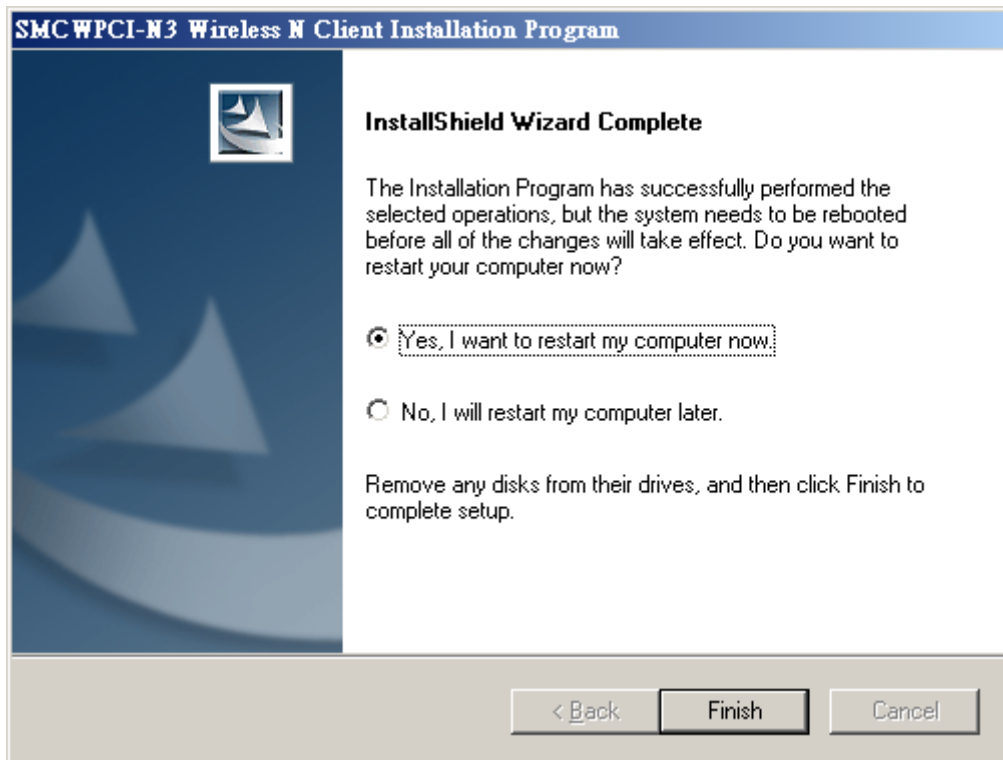 SMCWPCI-N3 Wireless N Client Installation Program
InstallShield Wizard Complete
The Installation Program has successfully performed the
selected operations, but the system needs to be rebooted
before all of the changes will take effect. Do you want to
restart your computer now?
Yes, I want to restart my computer now.
No, I will restart my computer later.
Remove any disks from their drives, and then click Finish to
complete setup.
< Back Finish Cancel